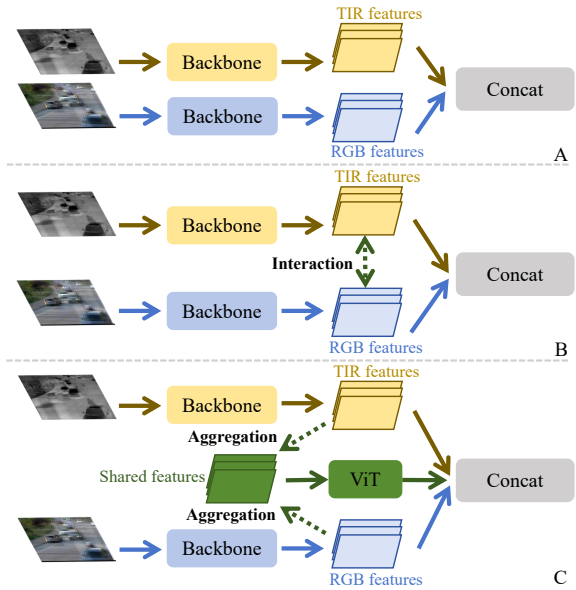 TIR features
Backbone
Concat
Backbone
RGB features
A
TIR features
Backbone
Interaction
Concat
Backbone
RGB features
B
TIR features
Backbone
Aggregation
Shared features
ViT
Concat
Aggregation
Backbone
RGB features
C